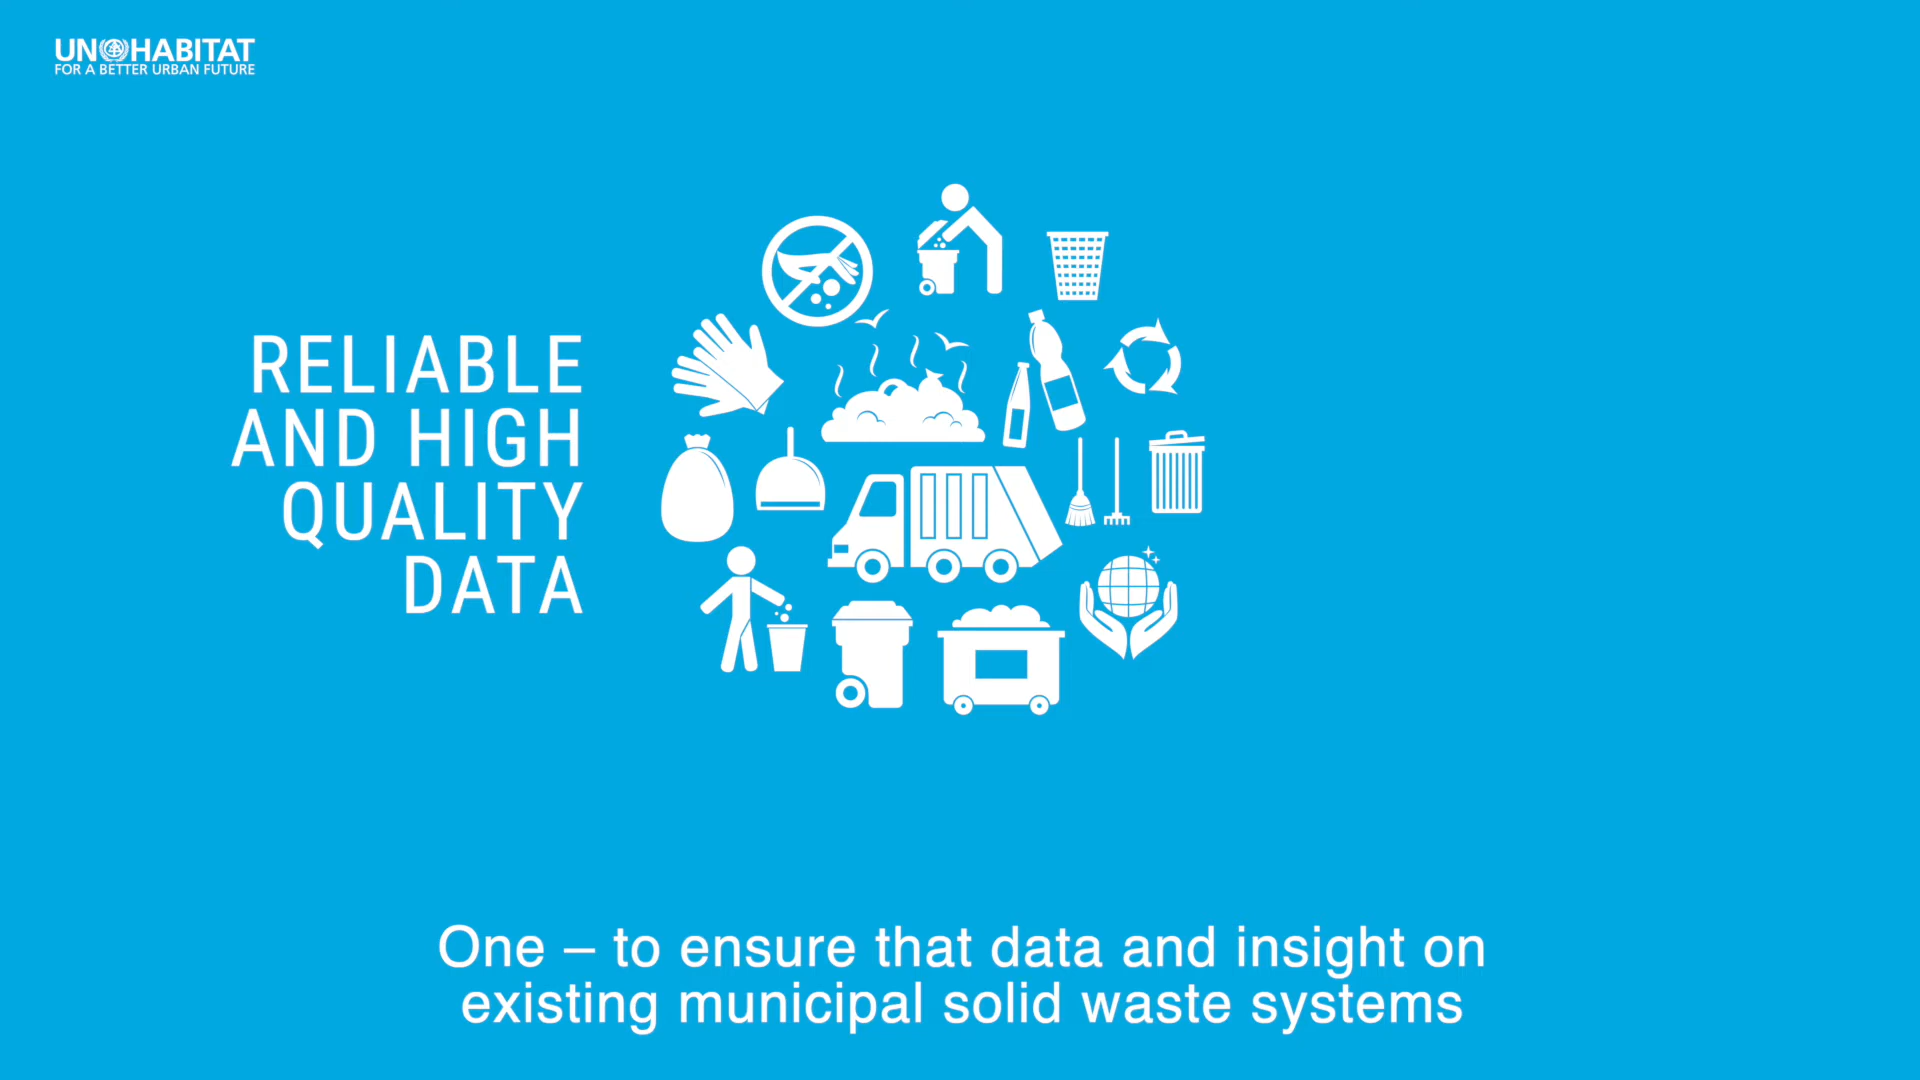 UN HABITAT
FOR A BETTER URBAN FUTURE
RELIABLE
AND HIGH
QUALITY
DATA
One – to ensure that data and insight on
existing municipal solid waste systems